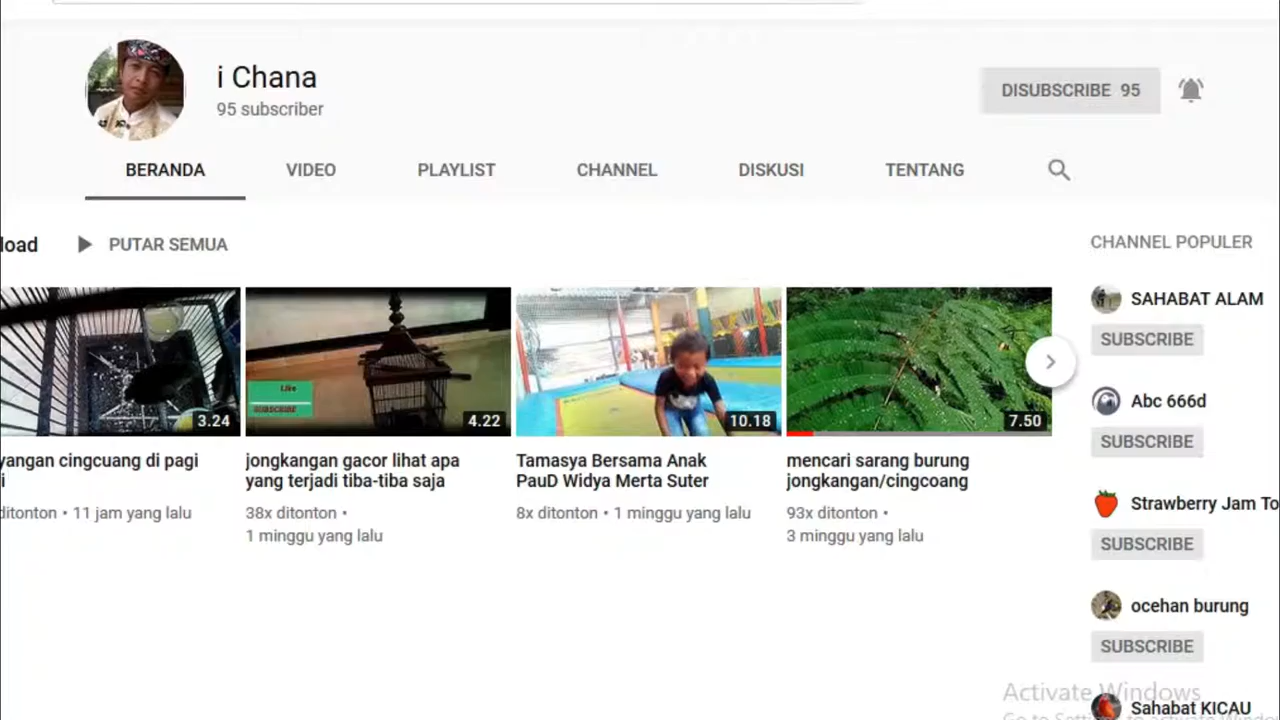 i Chana
95 subscriber
DISUBSCRIBE 95
BERANDA
VIDEO
PLAYLIST
CHANNEL
DISKUSI
TENTANG
load
PUTAR SEMUA
CHANNEL POPULER
3.24
yangan cingcuang di pagi
i
ditonton • 11 jam yang lalu
Like
SUBSCRIBE
4.22
jongkangan gacor lihat apa
yang terjadi tiba-tiba saja
38x ditonton •
1 minggu yang lalu
10.18
Tamasya Bersama Anak
PauD Widya Merta Suter
8x ditonton • 1 minggu yang lalu
7.50
mencari sarang burung
jongkangan/cingcoang
93x ditonton •
3 minggu yang lalu
SAHABAT ALAM
SUBSCRIBE
Abc 666d
SUBSCRIBE
Strawberry Jam To
SUBSCRIBE
ocehan burung
SUBSCRIBE
Sahabat KICAU
Activate Windows